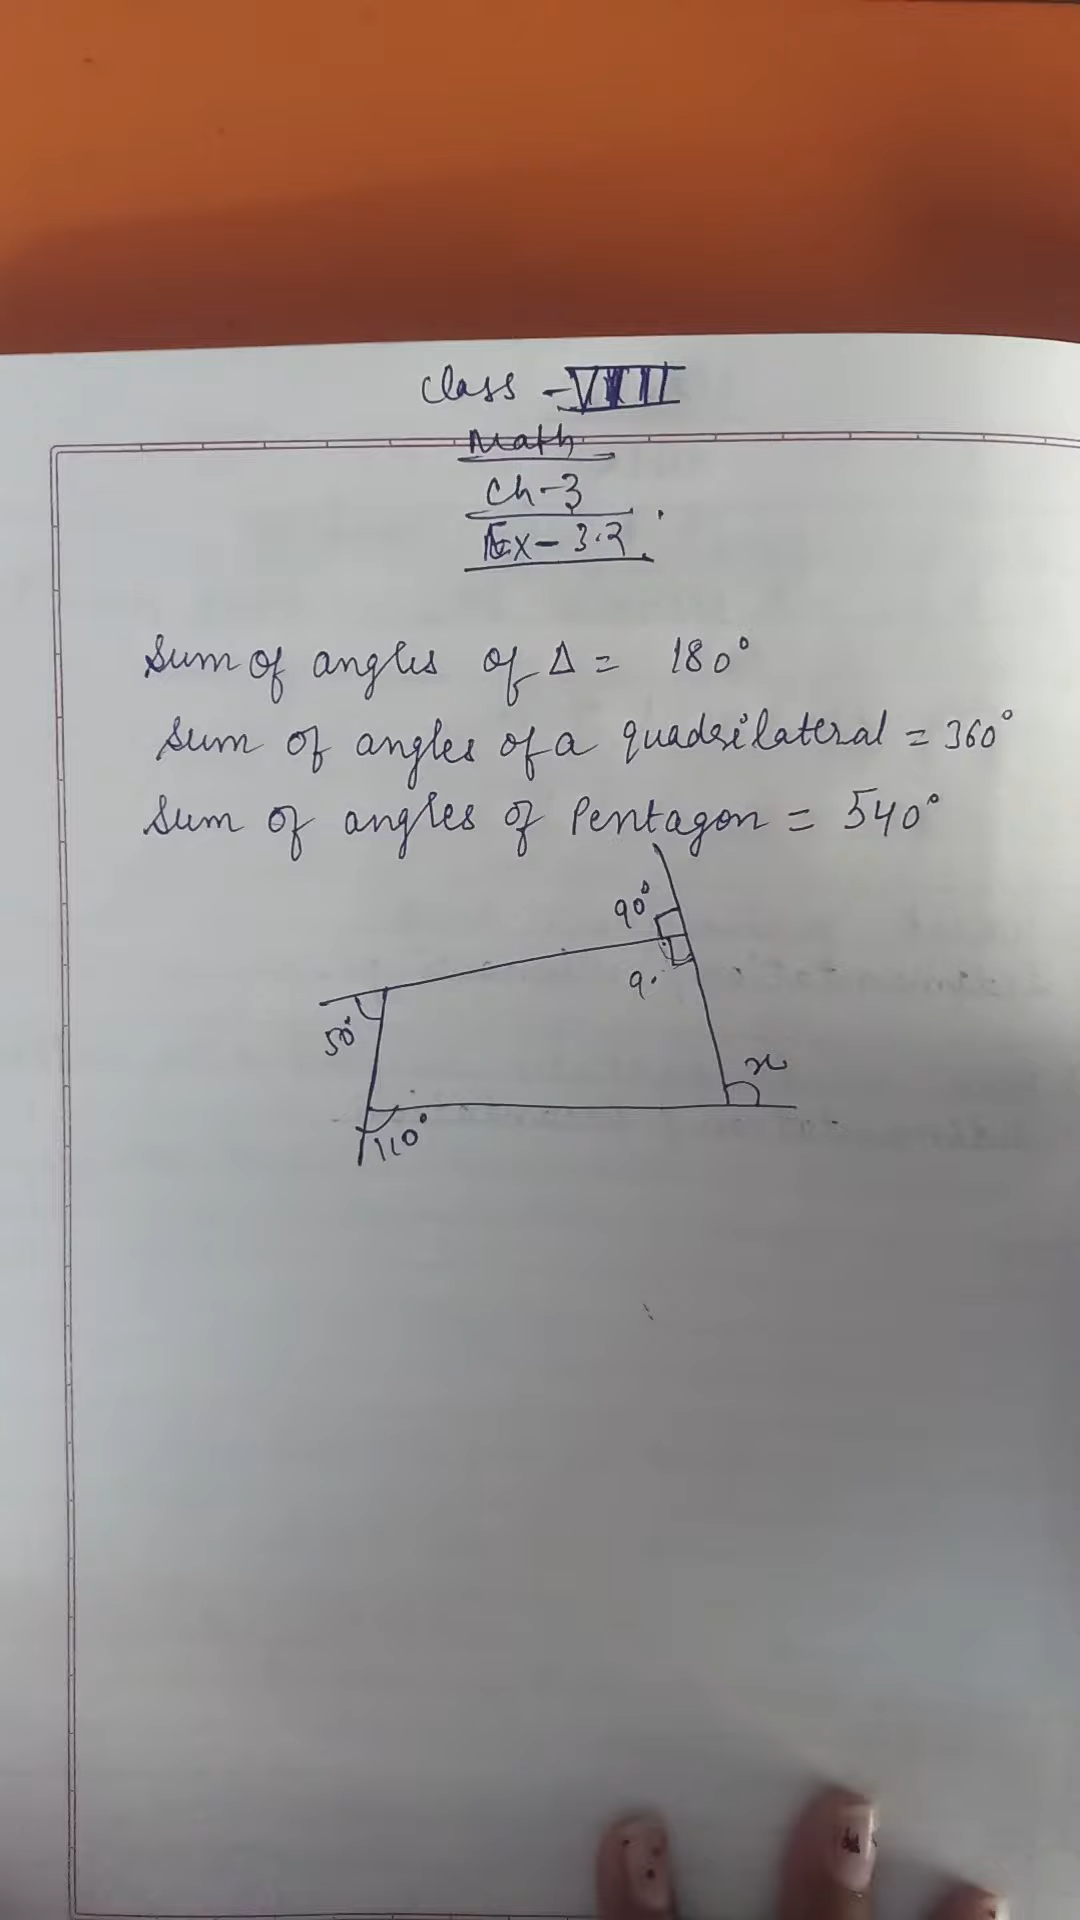 Class - VIII
Math
Ch-3
Ex- 3.2
Sum of angles of Δ = 180°
Sum of angles of a quadrilateral = 360°
Sum of angles of Pentagon = 540°
90°
9.
50°
x
110°